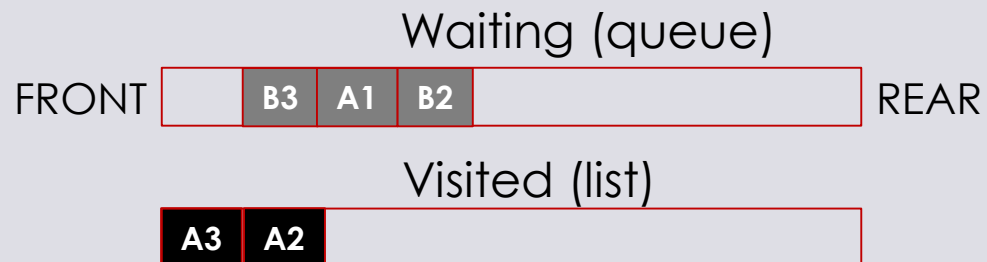 Waiting (queue)
FRONT B3 A1 B2 REAR
Visited (list)
A3 A2